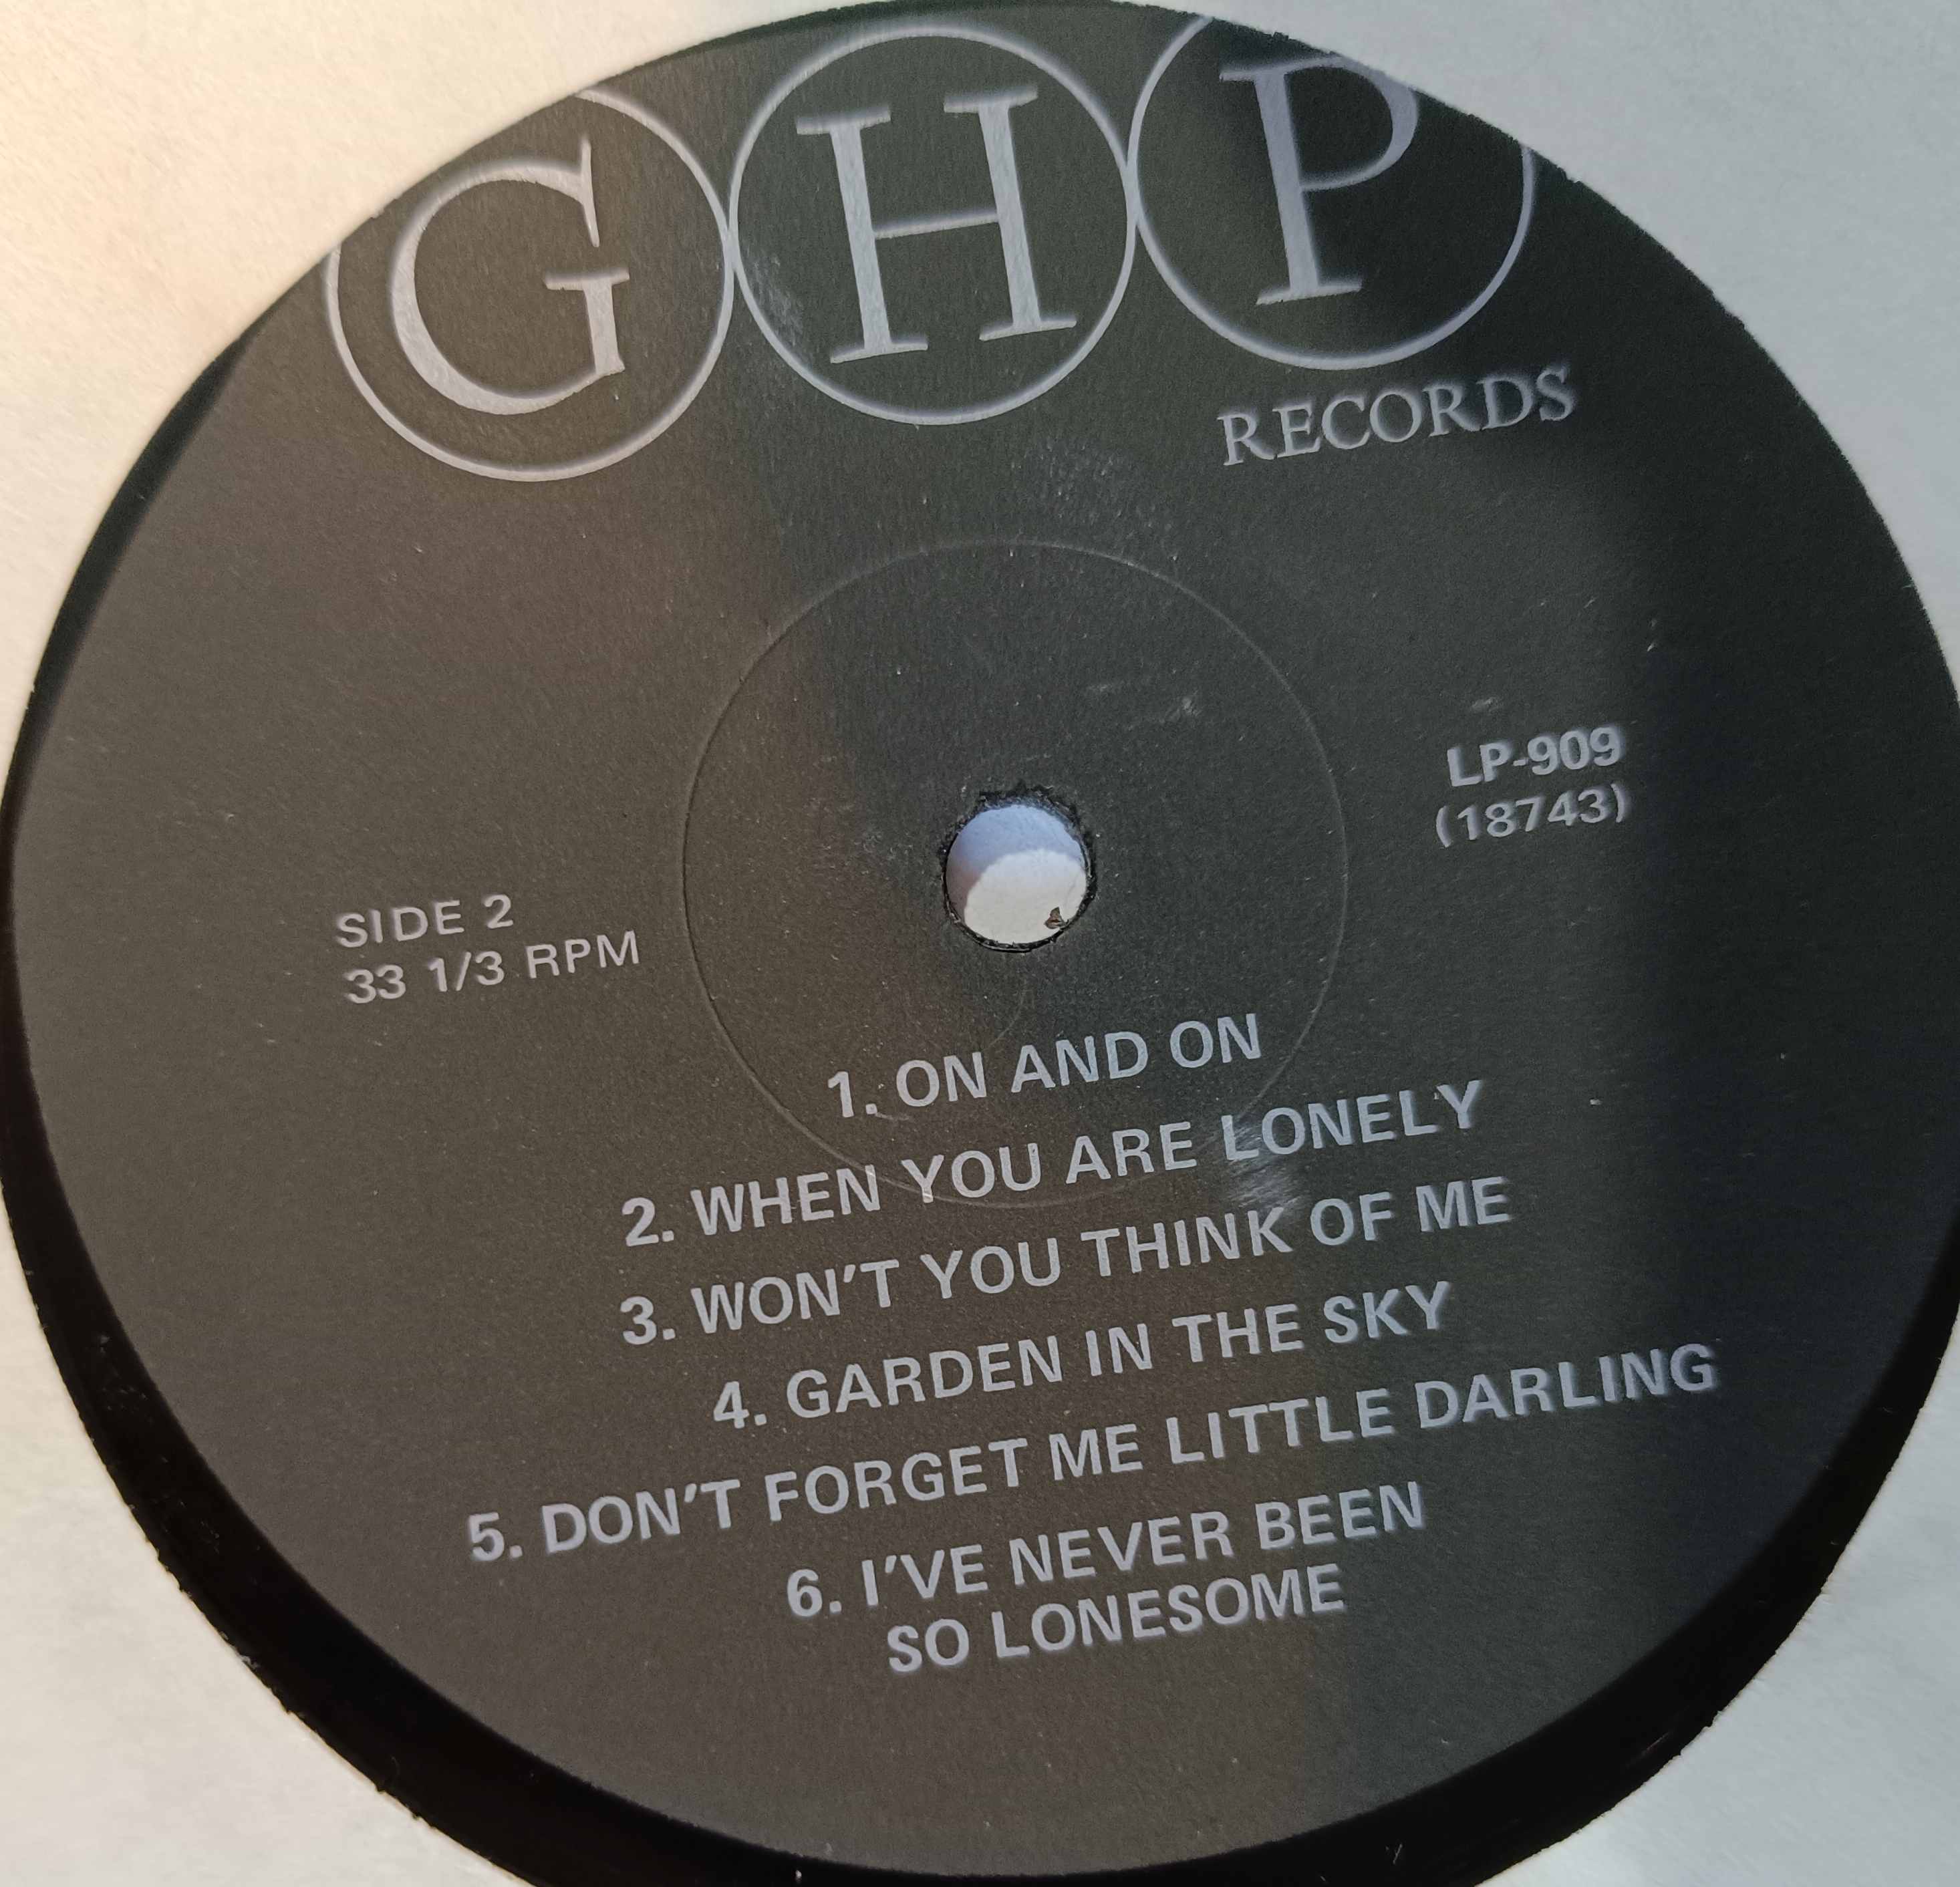 GHP
RECORDS
LP-909
(18743)
SIDE 2
33 1/3 RPM
1. ON AND ON
2. WHEN YOU ARE LONELY
3. WON'T YOU THINK OF ME
4. GARDEN IN THE SKY
5. DON'T FORGET ME LITTLE DARLING
6. I'VE NEVER BEEN
SO LONESOME